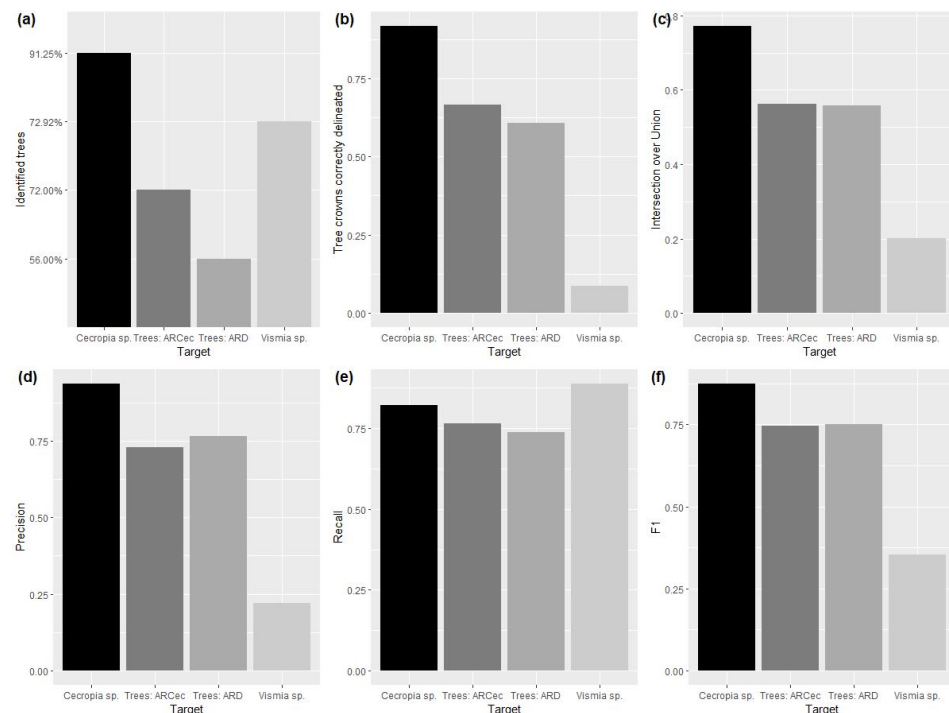 (a)
Identified trees
91.25%
72.92%
72.00%
56.00%
Cecropia sp. Trees: ARCec Trees: ARD Vismia sp.
Target
(b)
Tree crowns correctly delineated
0.75
0.50
0.25
0.00
Cecropia sp. Trees: ARCec Trees: ARD Vismia sp.
Target
(c)
Intersection over Union
0.8
0.6
0.4
0.2
0.0
Cecropia sp. Trees: ARCec Trees: ARD Vismia sp.
Target
(d)
Precision
0.75
0.50
0.25
0.00
Cecropia sp. Trees: ARCec Trees: ARD Vismia sp.
Target
(e)
Recall
0.75
0.50
0.25
0.00
Cecropia sp. Trees: ARCec Trees: ARD Vismia sp.
Target
(f)
F1
0.75
0.50
0.25
0.00
Cecropia sp. Trees: ARCec Trees: ARD Vismia sp.
Target